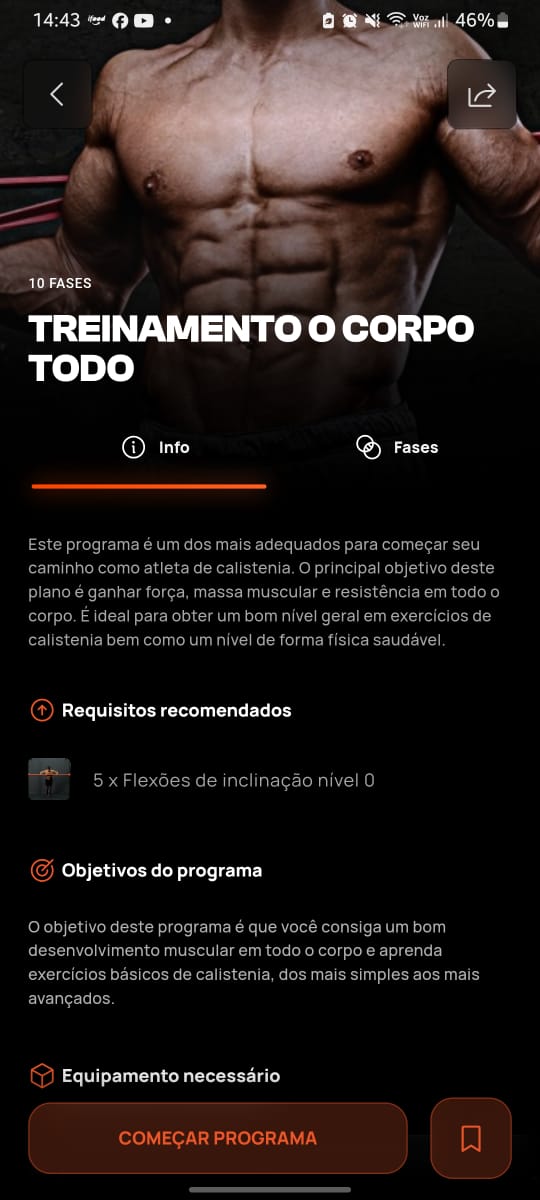 14:43
Voz
WiFi
46%
10 FASES
TREINAMENTO O CORPO
TODO
Info
Fases
Este programa é um dos mais adequados para começar seu
caminho como atleta de calistenia. O principal objetivo deste
plano é ganhar força, massa muscular e resistência em todo o
corpo. É ideal para obter um bom nível geral em exercícios de
calistenia bem como um nível de forma física saudável.
Requisitos recomendados
5 x Flexões de inclinação nível 0
Objetivos do programa
O objetivo deste programa é que você consiga um bom
desenvolvimento muscular em todo o corpo e aprenda
exercícios básicos de calistenia, dos mais simples aos mais
avançados.
Equipamento necessário
COMEÇAR PROGRAMA